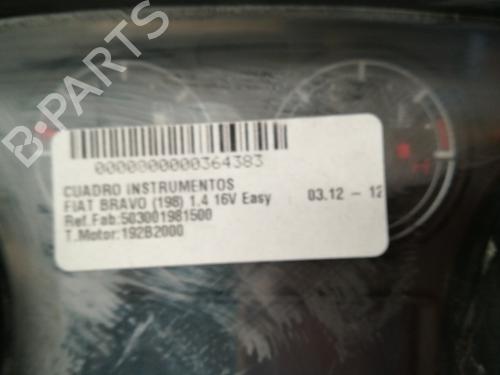 B-PARTS
0000000000364383
CUADRO INSTRUMENTOS
FIAT BRAVO (198) 1.4 16V Easy 03.12 - 12
Ref.Fab:503001981500
T.Motor:192B2000